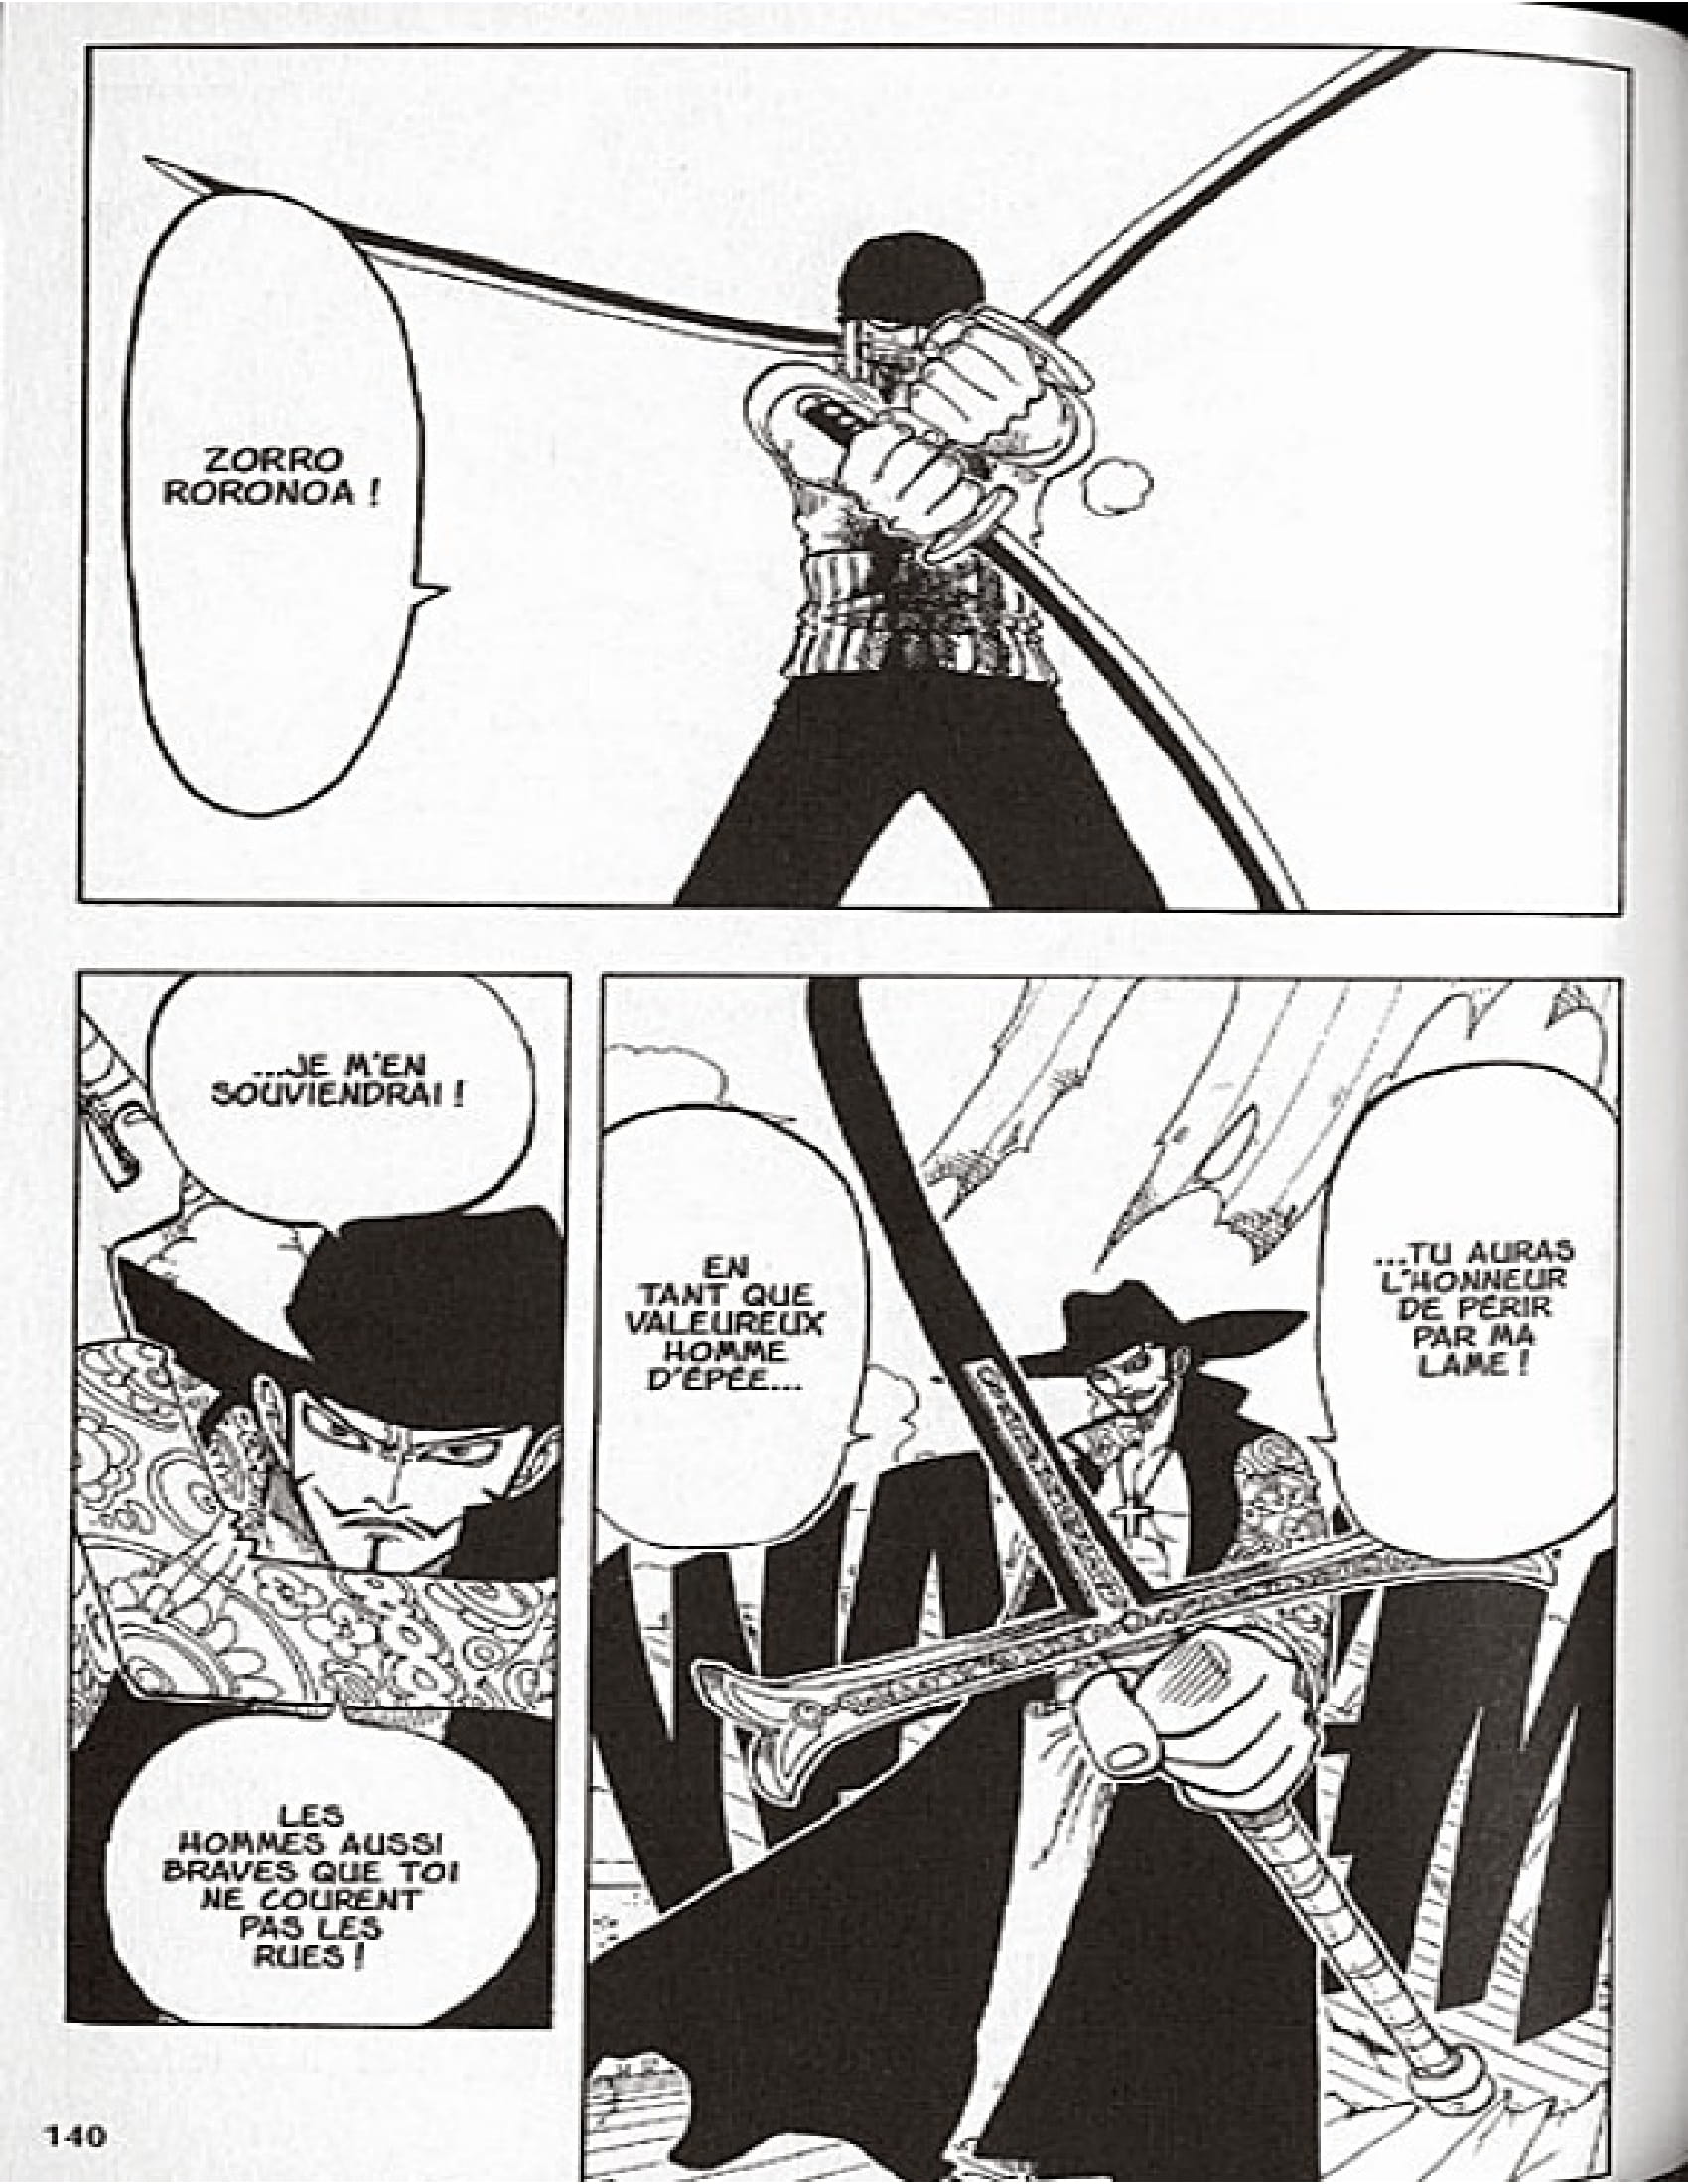 ZORRO
RORONOA !
...JE M'EN
SOUVIENDRAI !
LES
HOMMES AUSSI
BRAVES QUE TOI
NE COURENT
PAS LES
RUES !
EN
TANT QUE
VALEUREUX
HOMME
D'ÉPÉE...
...TU AURAS
L'HONNEUR
DE PÉRIR
PAR MA
LAME !
140